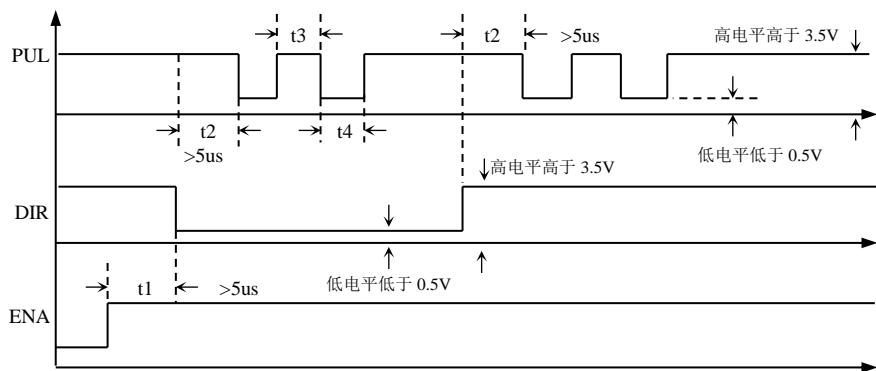 t3
t2
>5us
高电平高于 3.5V
PUL
t2
t4
>5us
低电平低于 0.5V
高电平高于 3.5V
DIR
低电平低于 0.5V
t1
>5us
ENA